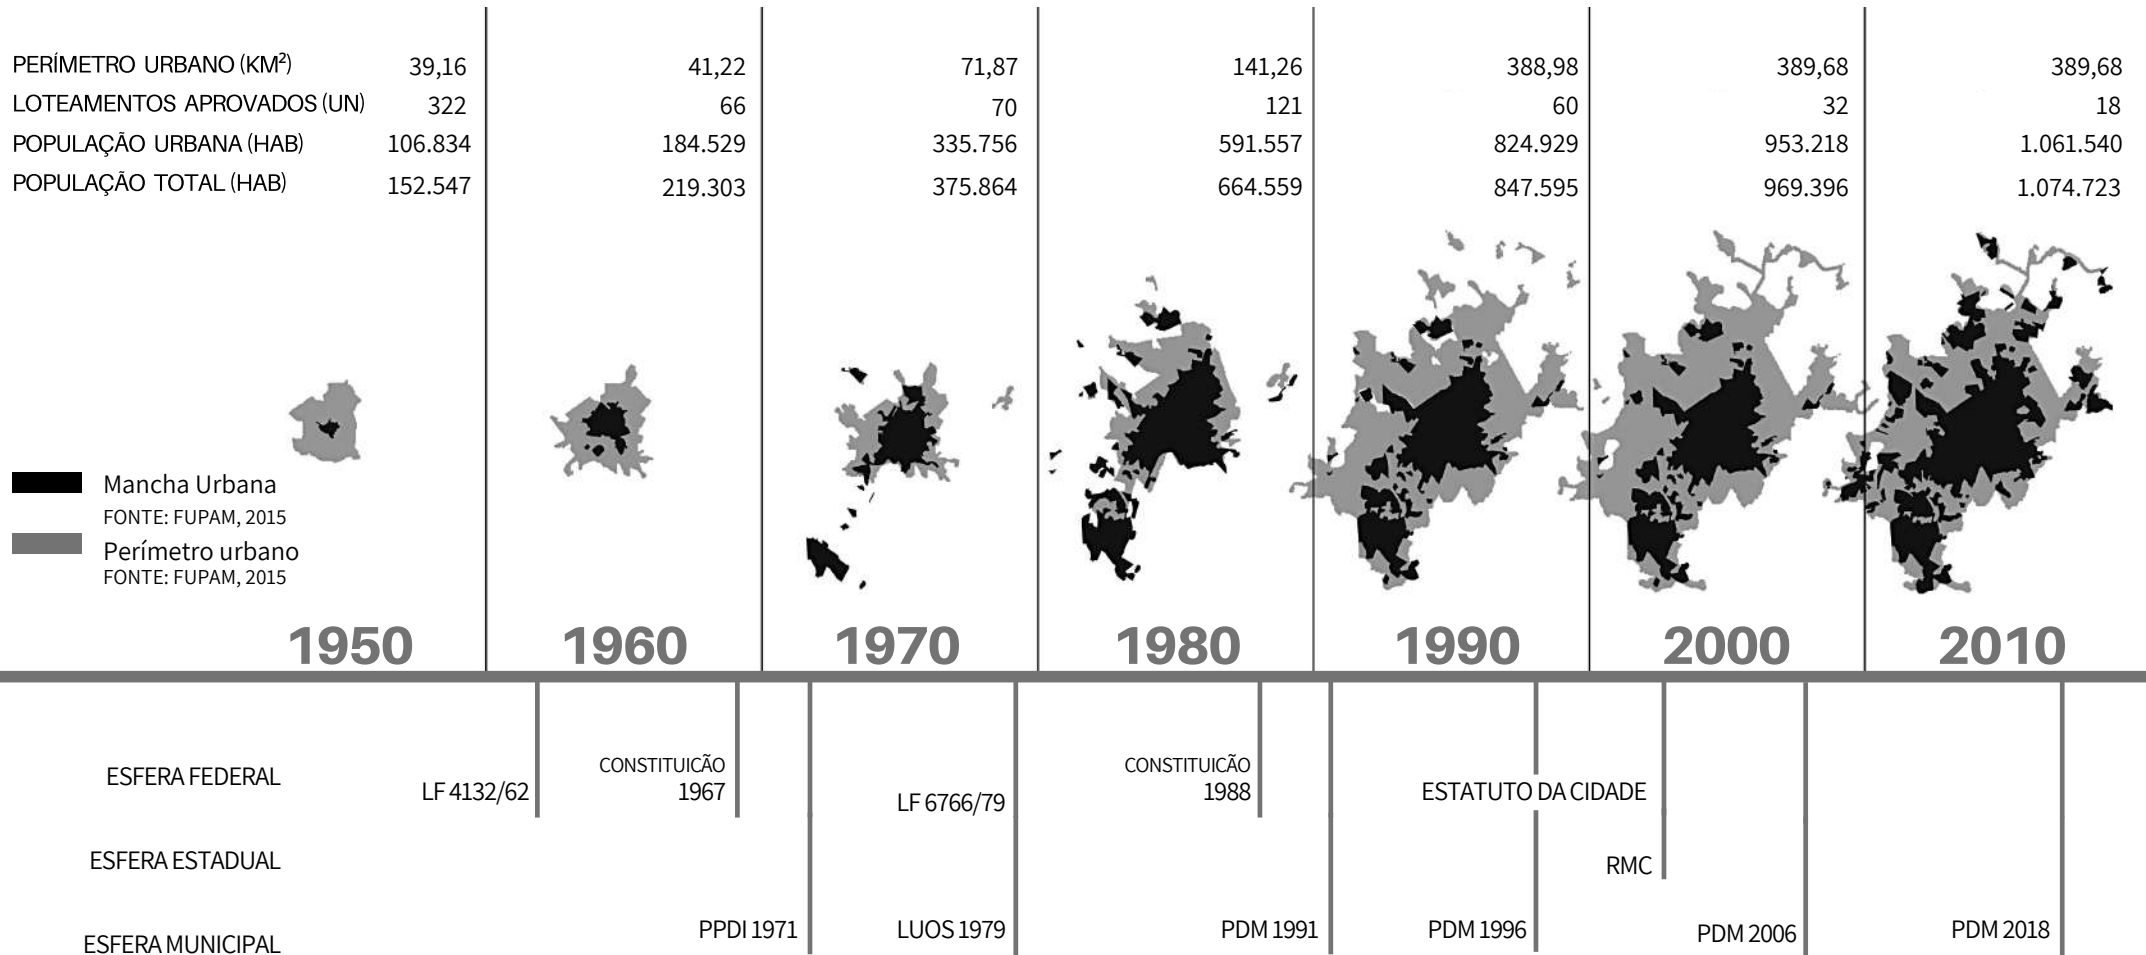 PERÍMETRO URBANO (KM²) 39,16 41,22 71,87 141,26 388,98 389,68 389,68
LOTEAMENTOS APROVADOS (UN) 322 66 70 121 60 32 18
POPULAÇÃO URBANA (HAB) 106.834 184.529 335.756 591.557 824.929 953.218 1.061.540
POPULAÇÃO TOTAL (HAB) 152.547 219.303 375.864 664.559 847.595 969.396 1.074.723
Mancha Urbana
FONTE: FUPAM, 2015
Perímetro urbano
FONTE: FUPAM, 2015
1950 1960 1970 1980 1990 2000 2010
ESFERA FEDERAL
LF 4132/62
CONSTITUICÃO
1967
LF 6766/79
CONSTITUICÃO
1988
ESTATUTO DA CIDADE
ESFERA ESTADUAL
RMC
ESFERA MUNICIPAL
PPDI 1971
LUOS 1979
PDM 1991
PDM 1996
PDM 2006
PDM 2018